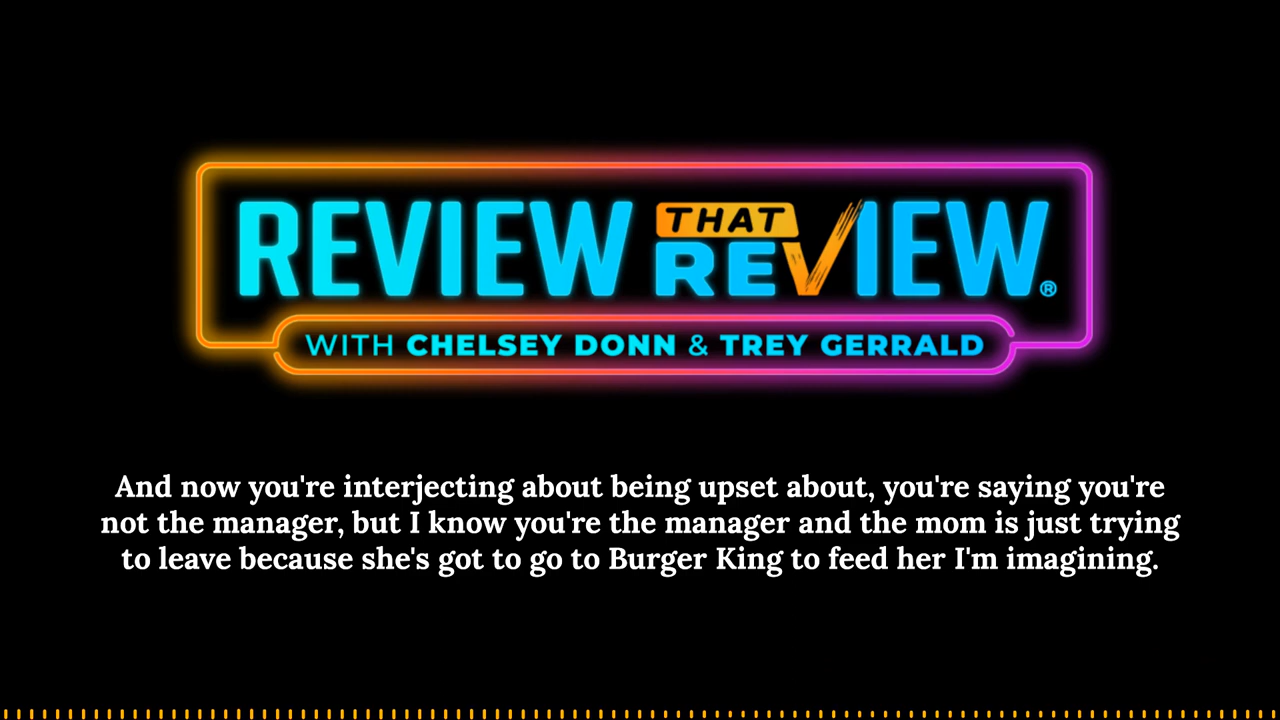 REVIEW THAT REVIEW®
WITH CHELSEY DONN & TREY GERRALD
And now you're interjecting about being upset about, you're saying you're
not the manager, but I know you're the manager and the mom is just trying
to leave because she's got to go to Burger King to feed her I'm imagining.